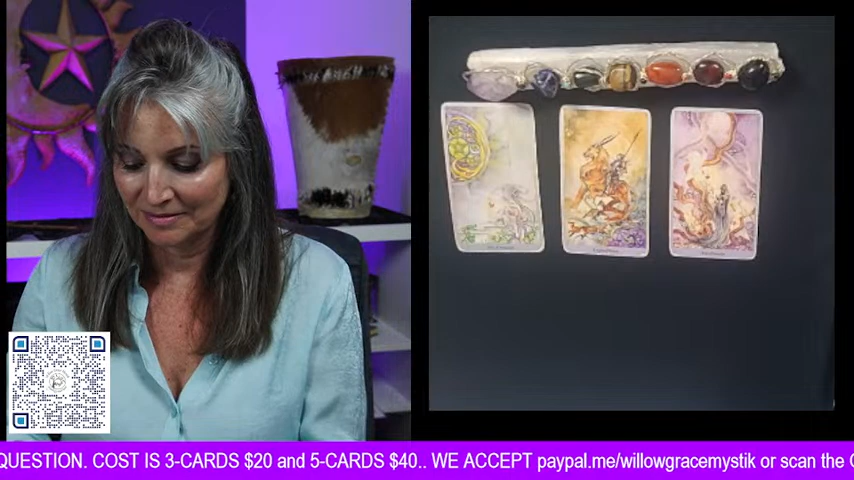 QUESTION. COST IS 3-CARDS $20 and 5-CARDS $40.. WE ACCEPT paypal.me/willowgracemystik or scan the